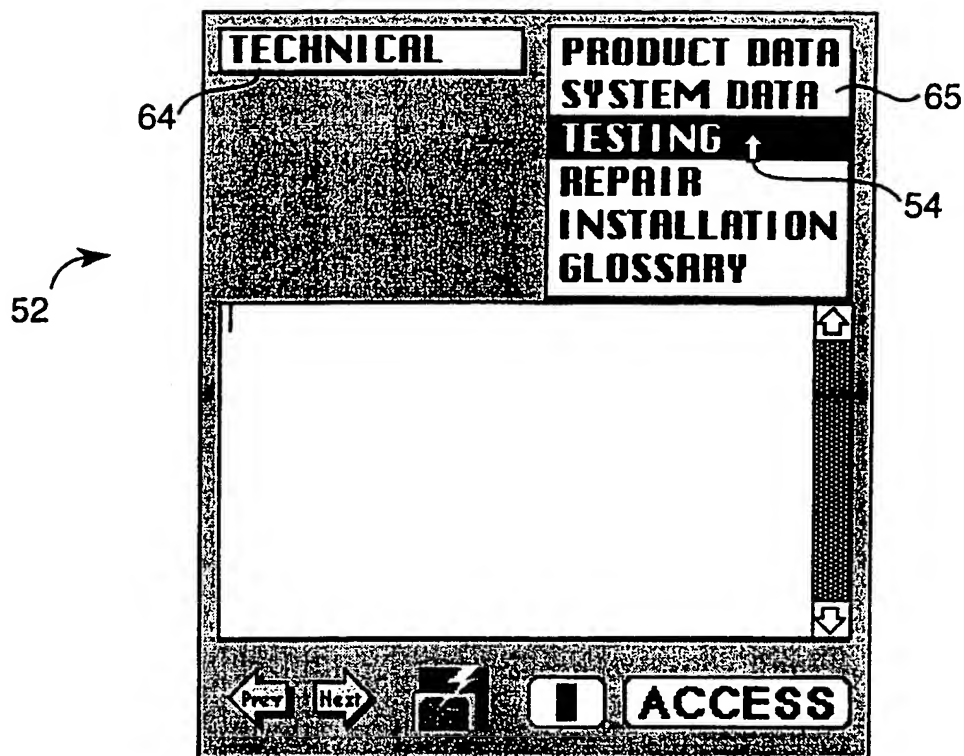 TECHNICAL
64
PRODUCT DATA
SYSTEM DATA
65
TESTING
54
REPAIR
INSTALLATION
GLOSSARY
52
Prev
Next
ACCESS